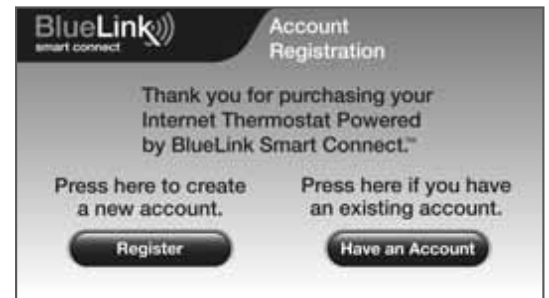 BlueLink
smart connect
Account
Registration
Thank you for purchasing your
Internet Thermostat Powered
by BlueLink Smart Connect.™
Press here to create
a new account.
Press here if you have
an existing account.
Register
Have an Account